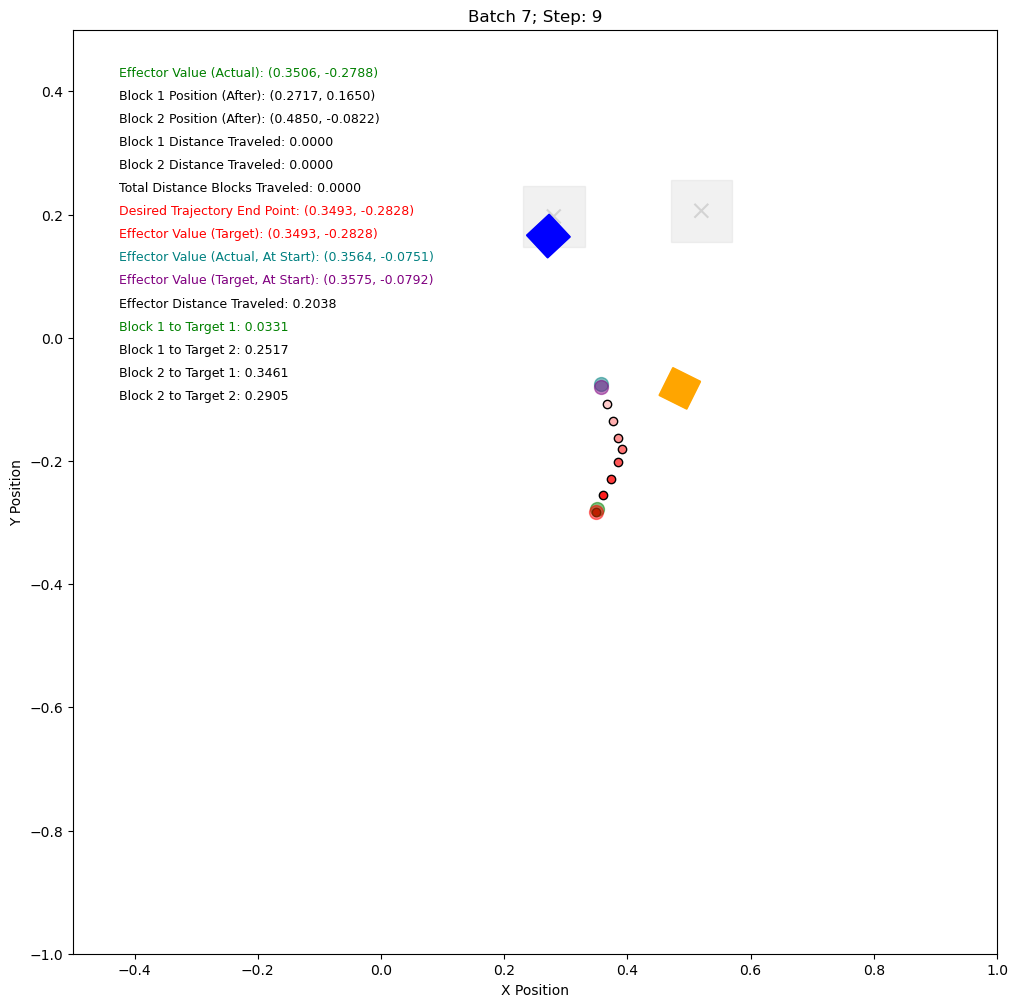 Batch 7; Step: 9
Effector Value (Actual): (0.3506, -0.2788)
Block 1 Position (After): (0.2717, 0.1650)
Block 2 Position (After): (0.4850, -0.0822)
Block 1 Distance Traveled: 0.0000
Block 2 Distance Traveled: 0.0000
Total Distance Blocks Traveled: 0.0000
Desired Trajectory End Point: (0.3493, -0.2828)
Effector Value (Target): (0.3493, -0.2828)
Effector Value (Actual, At Start): (0.3564, -0.0751)
Effector Value (Target, At Start): (0.3575, -0.0792)
Effector Distance Traveled: 0.2038
Block 1 to Target 1: 0.0331
Block 1 to Target 2: 0.2517
Block 2 to Target 1: 0.3461
Block 2 to Target 2: 0.2905
Y Position
0.4
0.2
0.0
−0.2
−0.4
−0.6
−0.8
−1.0
−0.4
−0.2
0.0
0.2
0.4
0.6
0.8
1.0
X Position